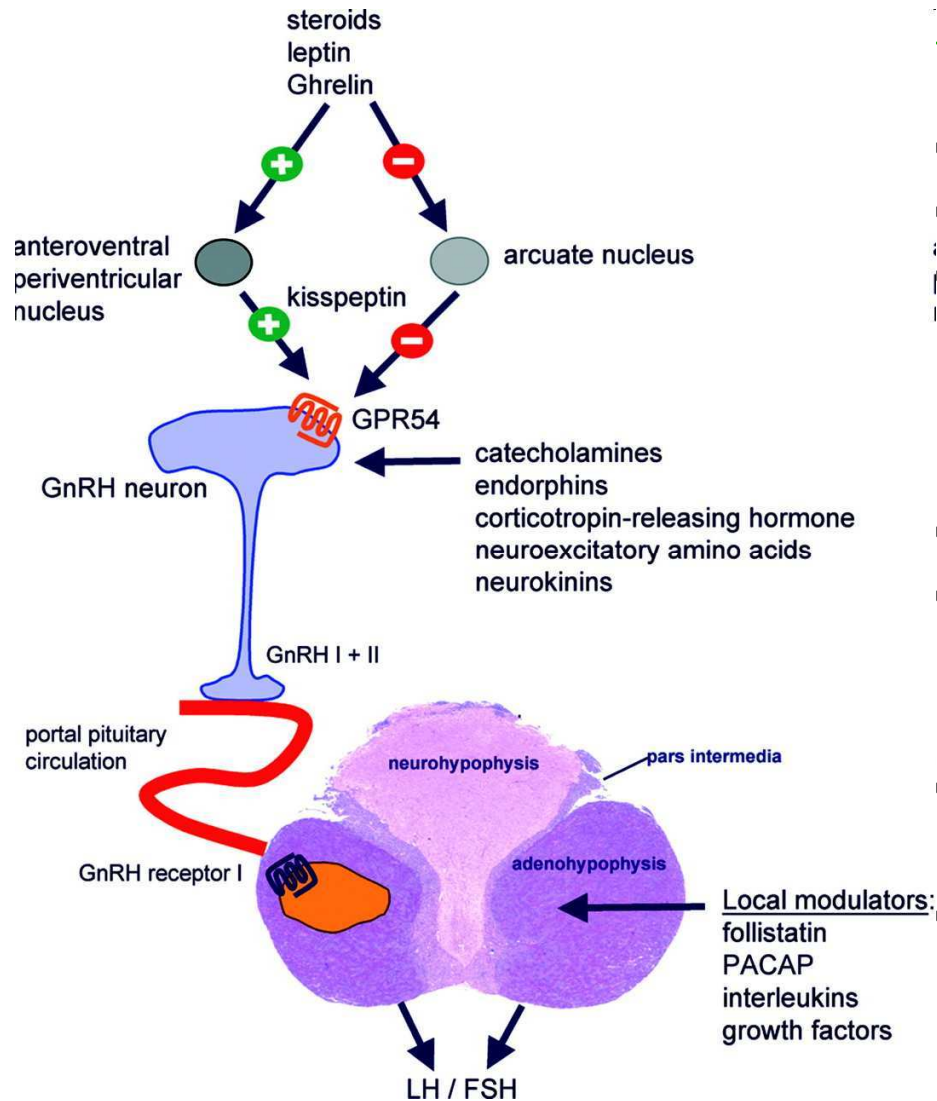 steroids
leptin
Ghrelin
anteroventral
periventricular
nucleus
arcuate nucleus
kisspeptin
GPR54
GnRH neuron
catecholamines
endorphins
corticotropin-releasing hormone
neuroexcitatory amino acids
neurokinins
GnRH I + II
portal pituitary
circulation
neurohypophysis
pars intermedia
adenohypophysis
GnRH receptor I
Local modulators:
follistatin
PACAP
interleukins
growth factors
LH / FSH